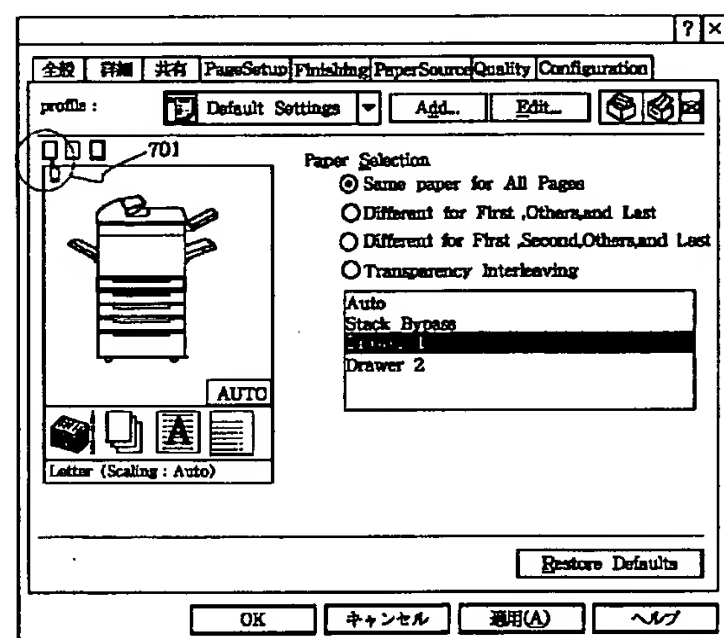 ? ×
全般 詳細 共有 PageSetup Finishing PaperSource Quality Configuration
profile : Default Settings Add... Edit...
701
Paper Selection
Same paper for All Pages
Different for First ,Others,and Last
Different for First ,Second,Others,and Last
Transparency Interleaving
Auto
Stack Bypass
Drawer 1
Drawer 2
AUTO
A
Letter (Scaling : Auto)
Restore Defaults
OK キャンセル 適用(A) ヘルプ